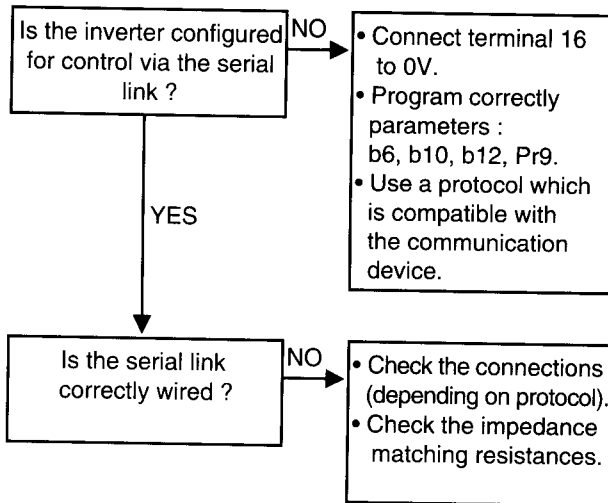 Is the inverter configured
for control via the serial
link ?
NO
• Connect terminal 16
to 0V.
• Program correctly
parameters :
b6, b10, b12, Pr9.
• Use a protocol which
is compatible with
the communication
device.
YES
Is the serial link
correctly wired ?
NO
• Check the connections
(depending on protocol).
• Check the impedance
matching resistances.